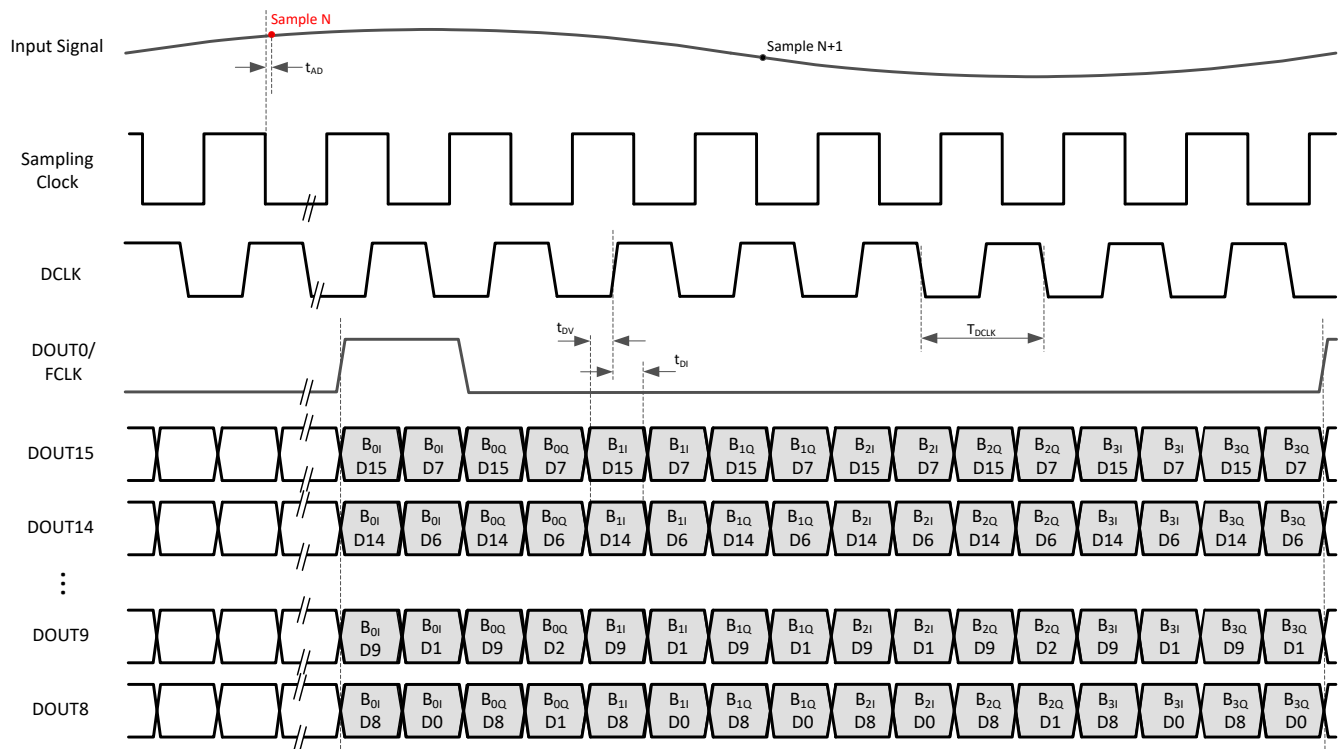 Sample N
Input Signal
Sample N+1
tAD
Sampling
Clock
DCLK
tDV
TDCLK
DOUT0/
FCLK
tDI
DOUT15
B0I B0I B0Q B0Q B1I B1I B1Q B1Q B2I B2I B2Q B2Q B3I B3I B3Q B3Q
D15 D7 D15 D7 D15 D7 D15 D7 D15 D7 D15 D7 D15 D7 D15 D7
DOUT14
B0I B0I B0Q B0Q B1I B1I B1Q B1Q B2I B2I B2Q B2Q B3I B3I B3Q B3Q
D14 D6 D14 D6 D14 D6 D14 D6 D14 D6 D14 D6 D14 D6 D14 D6
DOUT9
B0I B0I B0Q B0Q B1I B1I B1Q B1Q B2I B2I B2Q B2Q B3I B3I B3Q B3Q
D9 D1 D9 D2 D9 D1 D9 D1 D9 D1 D9 D2 D9 D1 D9 D1
DOUT8
B0I B0I B0Q B0Q B1I B1I B1Q B1Q B2I B2I B2Q B2Q B3I B3I B3Q B3Q
D8 D0 D8 D1 D8 D0 D8 D0 D8 D0 D8 D1 D8 D0 D8 D0